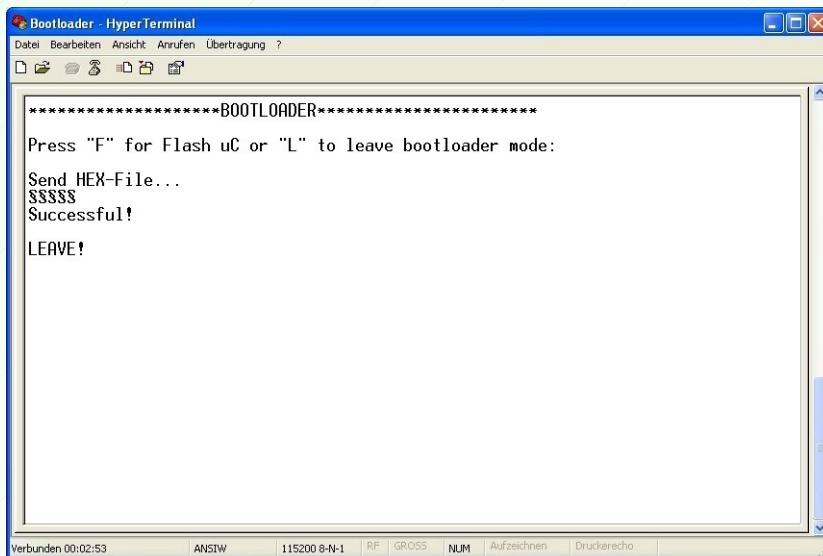 Bootloader - HyperTerminal
Datei Bearbeiten Ansicht Anrufen Übertragung ?
********************BOOTLOADER***********************
Press "F" for Flash uC or "L" to leave bootloader mode:
Send HEX-File...
§§§§§
Successful!
LEAVE!
Verbunden 00:02:53 ANSIW 115200 8-N-1 RF GROSS NUM Aufzeichnen Druckerecho